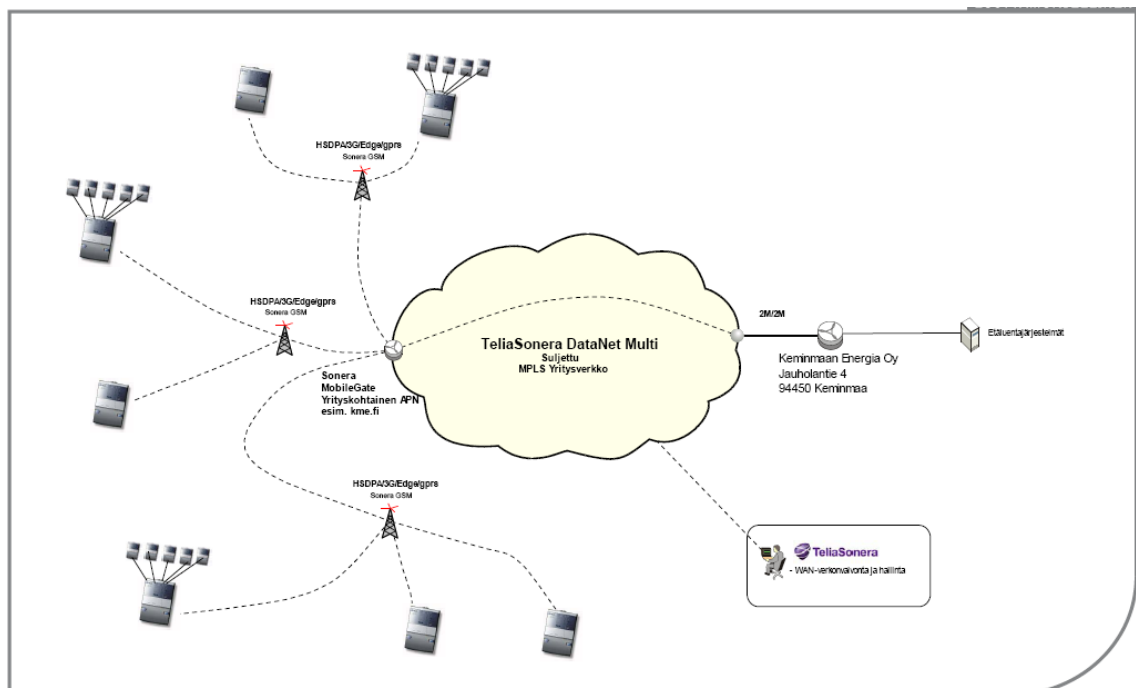 HSDPA/3G/Edge/gprs
Sonera GSM
HSDPA/3G/Edge/gprs
Sonera GSM
2M/2M
TeliaSonera DataNet Multi
Suljettu
MPLS Yritysverkko
Etäluentajärjestelmät
Keminmaan Energia Oy
Jauholantie 4
94450 Keminmaa
Sonera
MobileGate
Yrityskohtainen APN
esim. kme.fi
HSDPA/3G/Edge/gprs
Sonera GSM
TeliaSonera
- WAN-verkonvalvonta ja hallinta